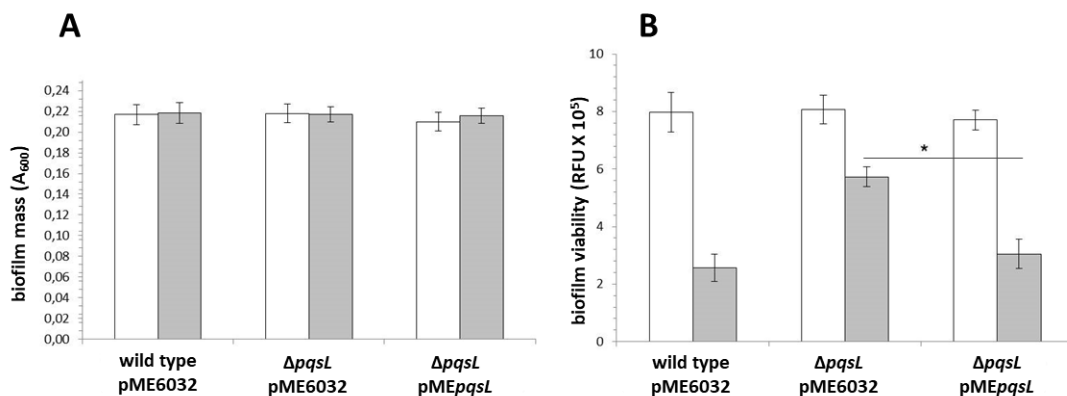 A
biofilm mass (A₆₀₀)
0,24
0,22
0,20
0,18
0,16
0,14
0,12
0,10
0,08
0,06
0,04
0,02
0,00
wild type
pME6032
ΔpqsL
pME6032
ΔpqsL
pMEpqsL
B
biofilm viability (RFU X 10⁵)
10
8
6
4
2
0
*
wild type
pME6032
ΔpqsL
pME6032
ΔpqsL
pMEpqsL